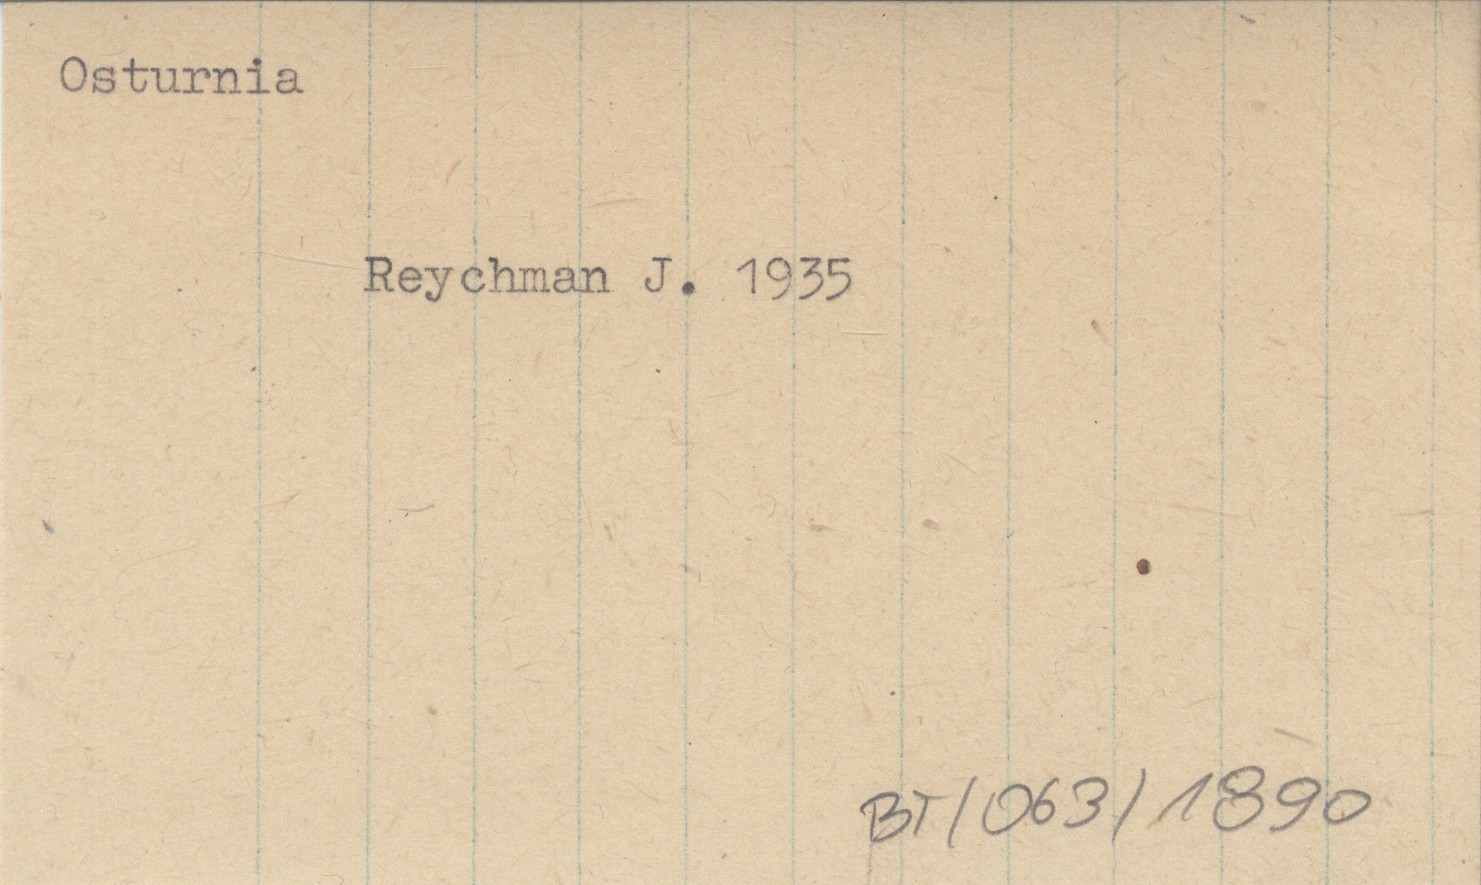 Osturnia
Reychman J. 1935
BT/063/1890